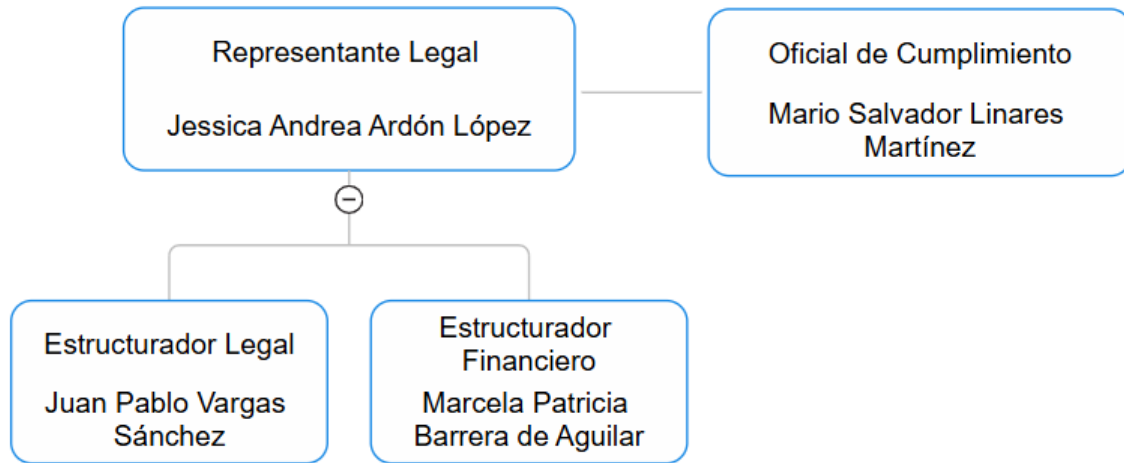 Representante Legal
Jessica Andrea Ardón López
Oficial de Cumplimiento
Mario Salvador Linares
Martínez
Estructurador Legal
Juan Pablo Vargas
Sánchez
Estructurador
Financiero
Marcela Patricia
Barrera de Aguilar